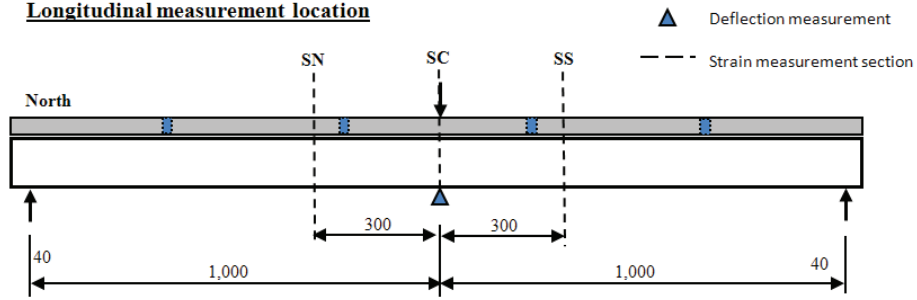 Longitudinal measurement location
Deflection measurement
Strain measurement section
SN
SC
SS
North
300
300
40
1,000
1,000
40